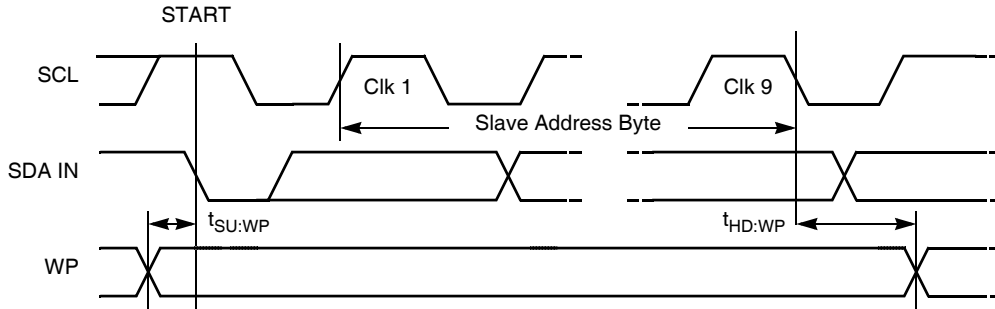 START
SCL
Clk 1
Clk 9
Slave Address Byte
SDA IN
tSU:WP
tHD:WP
WP